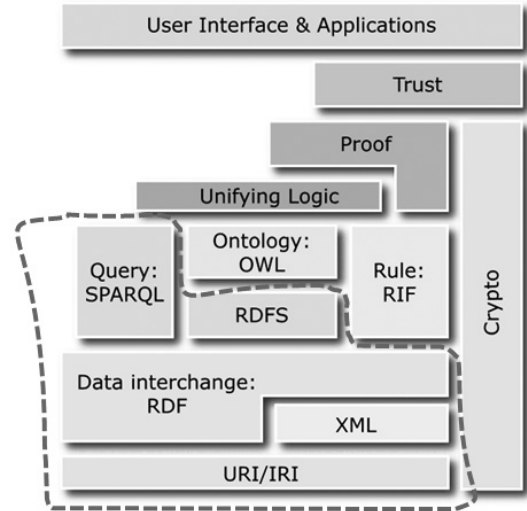 User Interface & Applications
Trust
Proof
Unifying Logic
Ontology:
OWL
Query:
SPARQL
Rule:
RIF
RDFS
Crypto
Data interchange:
RDF
XML
URI/IRI